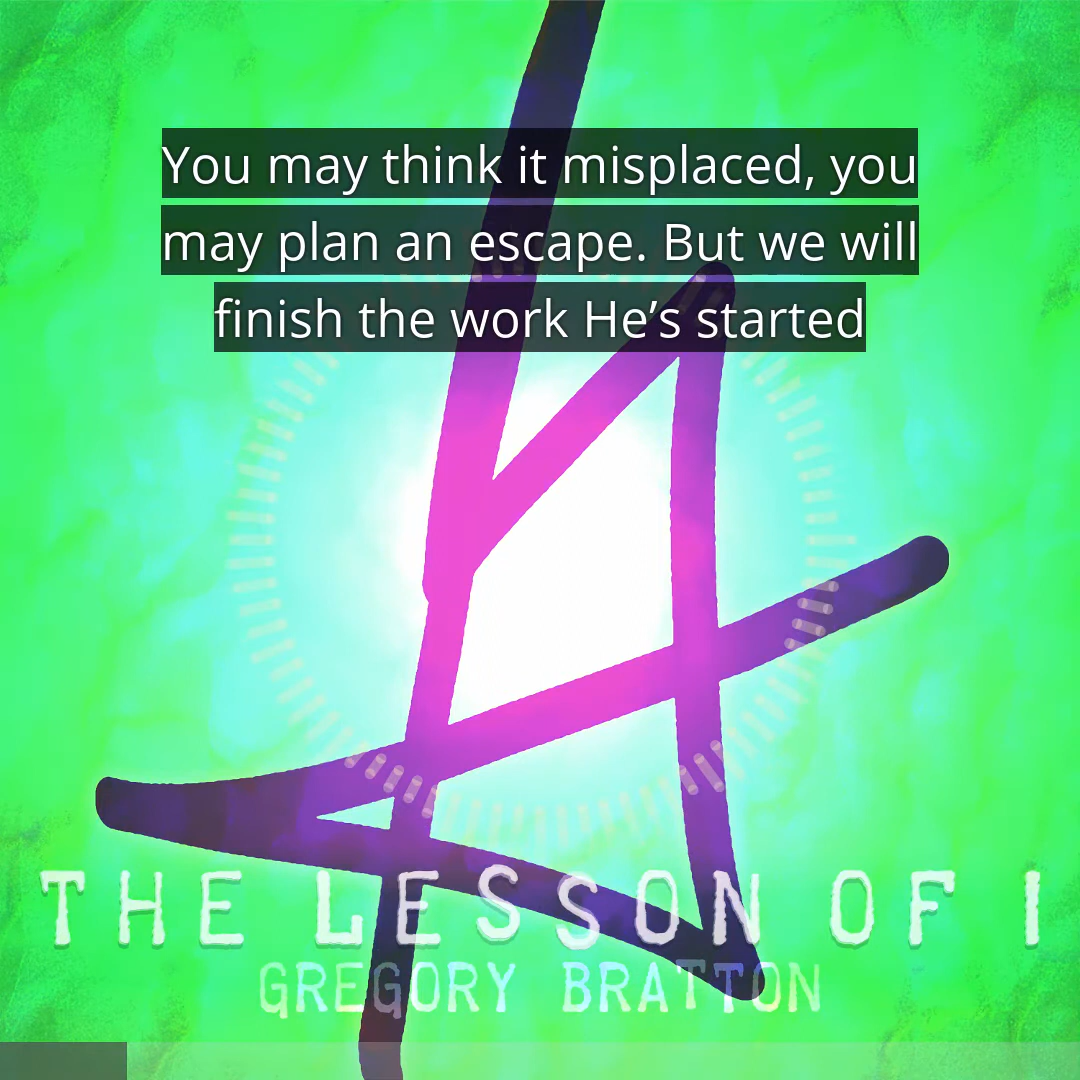 You may think it misplaced, you
may plan an escape. But we will
finish the work He’s started
THE LESSON OF I
GREGORY BRATTON